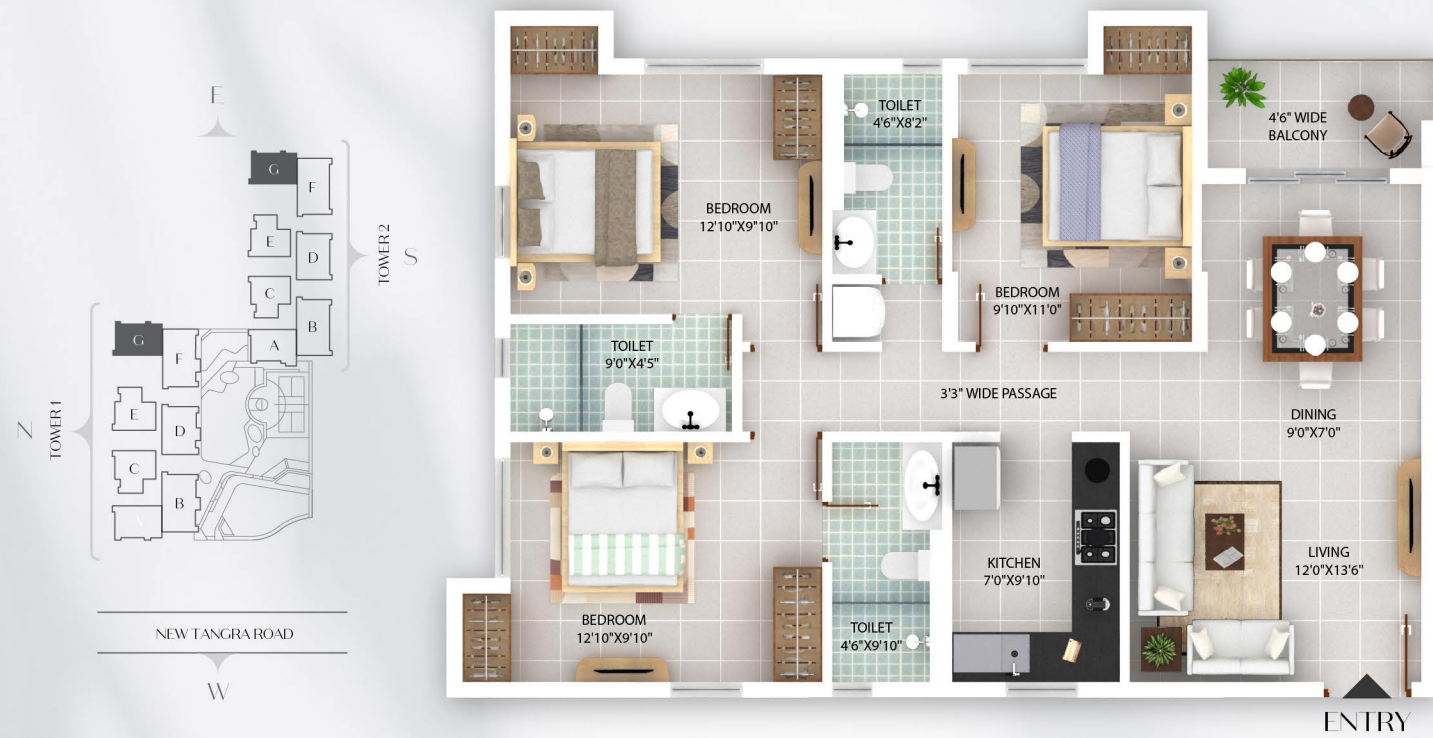 E
G
F
E
D
C
B
A
TOWER 2
S
G
F
E
D
C
B
TOWER 1
N
NEW TANGRA ROAD
W
BEDROOM
12'10"X9"10"
TOILET
4'6"X8'2"
BEDROOM
9'10"X11'0"
4'6" WIDE
BALCONY
TOILET
9'0"X4'5"
3'3" WIDE PASSAGE
DINING
9'0"X7'0"
BEDROOM
12'10"X9'10"
TOILET
4'6"X9'10"
KITCHEN
7'0"X9'10"
LIVING
12'0"X13'6"
ENTRY